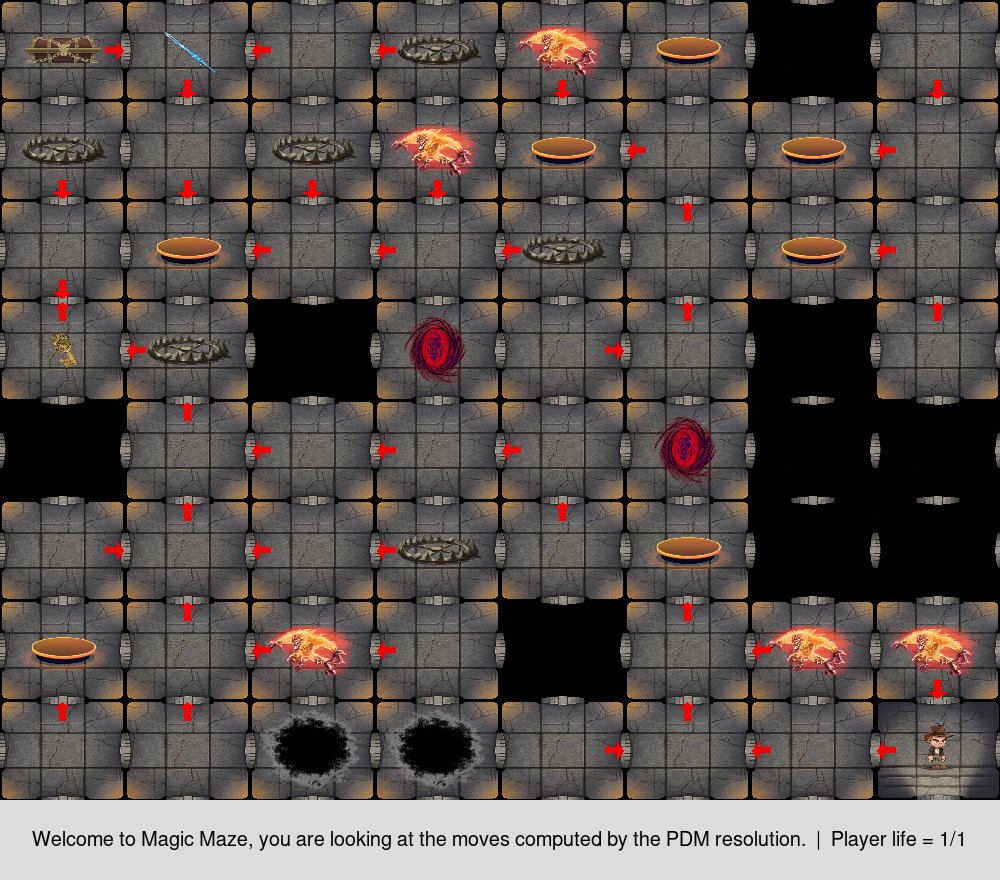 Welcome to Magic Maze, you are looking at the moves computed by the PDM resolution.  |  Player life = 1/1